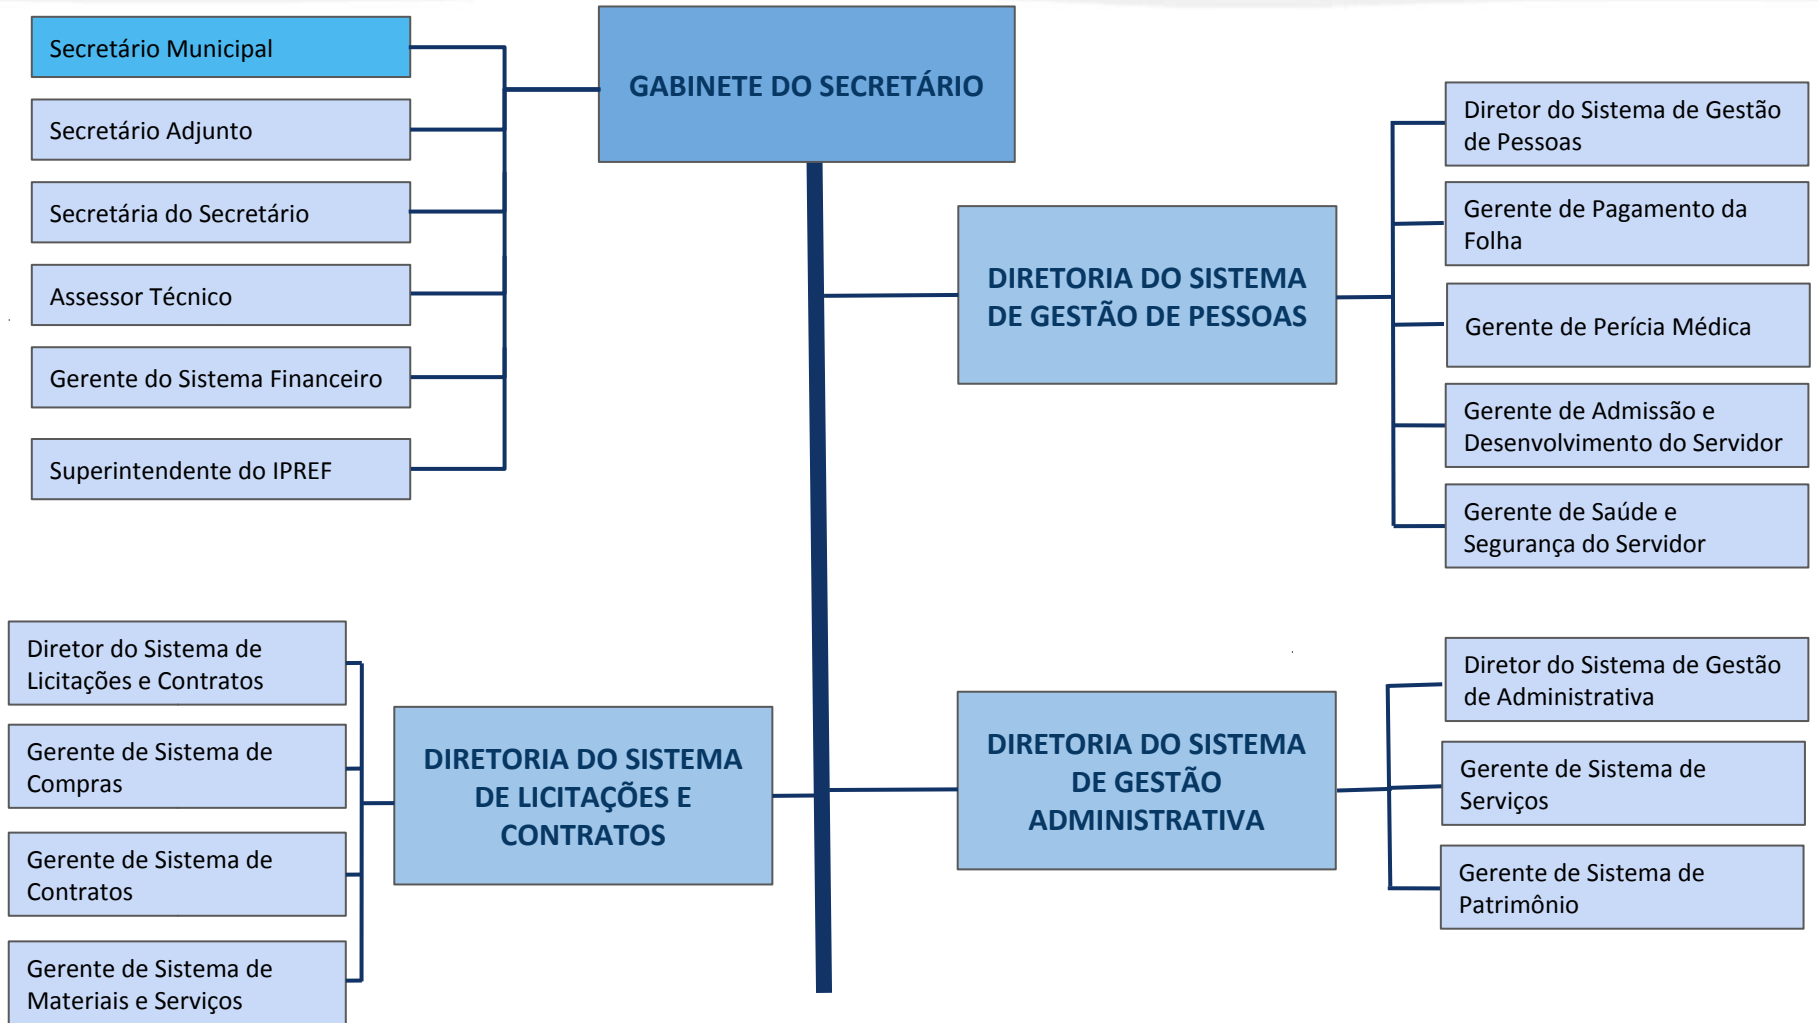 Secretário Municipal
Secretário Adjunto
Secretária do Secretário
Assessor Técnico
Gerente do Sistema Financeiro
Superintendente do IPREF
GABINETE DO SECRETÁRIO
DIRETORIA DO SISTEMA
DE GESTÃO DE PESSOAS
Diretor do Sistema de Gestão
de Pessoas
Gerente de Pagamento da
Folha
Gerente de Perícia Médica
Gerente de Admissão e
Desenvolvimento do Servidor
Gerente de Saúde e
Segurança do Servidor
Diretor do Sistema de
Licitações e Contratos
Gerente de Sistema de
Compras
Gerente de Sistema de
Contratos
Gerente de Sistema de
Materiais e Serviços
DIRETORIA DO SISTEMA
DE LICITAÇÕES E
CONTRATOS
DIRETORIA DO SISTEMA
DE GESTÃO
ADMINISTRATIVA
Diretor do Sistema de Gestão
de Administrativa
Gerente de Sistema de
Serviços
Gerente de Sistema de
Patrimônio